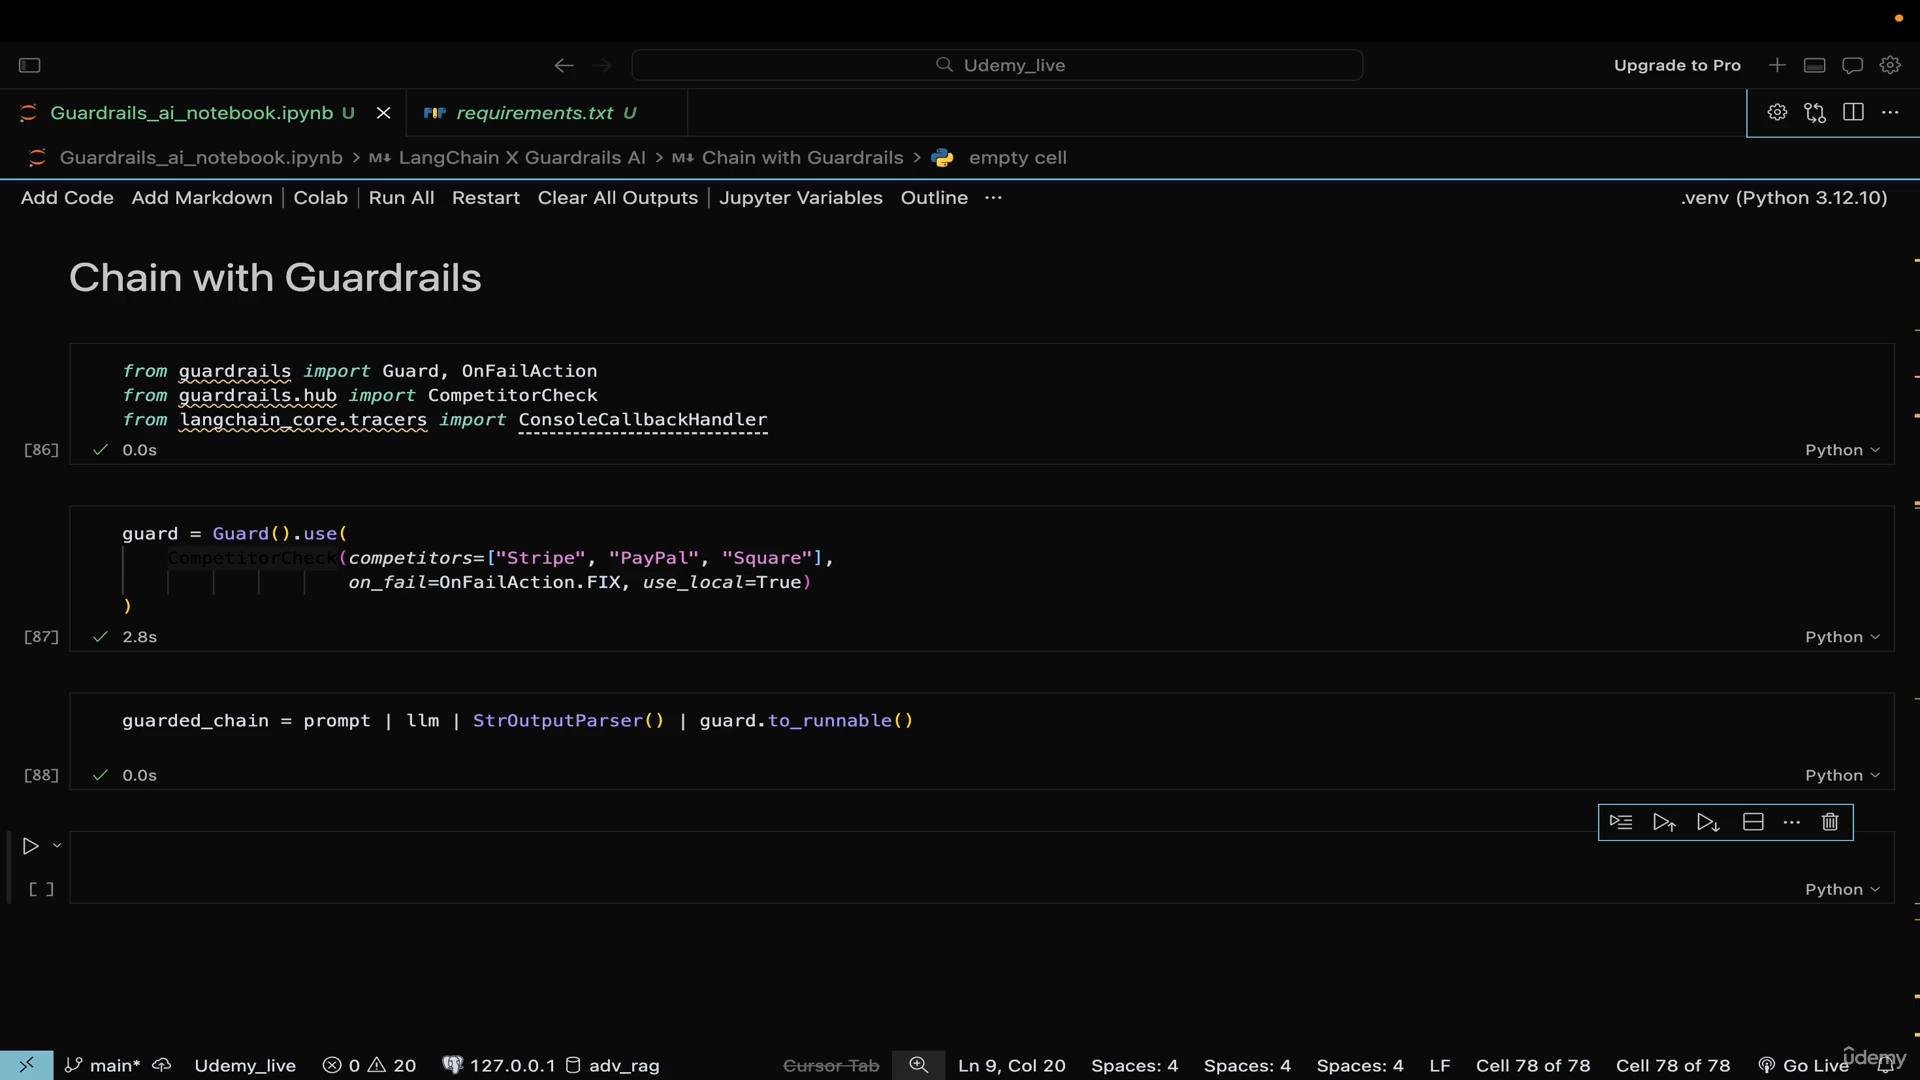 Udemy_live
Upgrade to Pro
Guardrails_ai_notebook.ipynb U
requirements.txt U
Guardrails_ai_notebook.ipynb > M↓ LangChain X Guardrails AI > M↓ Chain with Guardrails > empty cell
Add Code Add Markdown | Colab | Run All Restart Clear All Outputs | Jupyter Variables Outline ···
.venv (Python 3.12.10)
Chain with Guardrails
from guardrails import Guard, OnFailAction
from guardrails.hub import CompetitorCheck
from langchain_core.tracers import ConsoleCallbackHandler
[86] 0.0s Python
guard = Guard().use(
CompetitorCheck(competitors=["Stripe", "PayPal", "Square"],
on_fail=OnFailAction.FIX, use_local=True)
)
[87] 2.8s Python
guarded_chain = prompt | llm | StrOutputParser() | guard.to_runnable()
[88] 0.0s Python
[ ] Python
main* Udemy_live 0 20 127.0.0.1 adv_rag Cursor Tab Ln 9, Col 20 Spaces: 4 Spaces: 4 Spaces: 4 LF Cell 78 of 78 Cell 78 of 78 Go Live
ûdemy